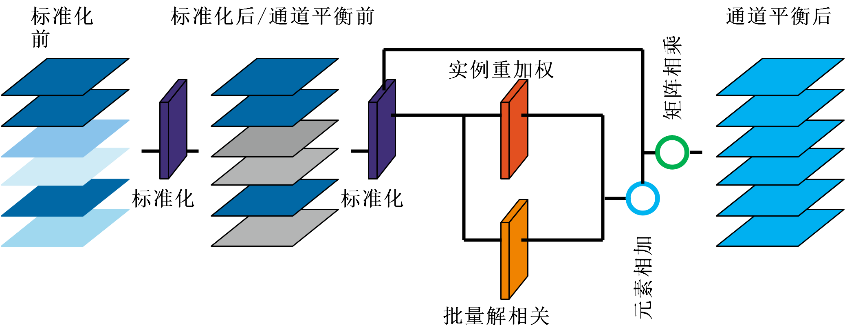 标准化
前
标准化后/通道平衡前
通道平衡后
实例重加权
矩阵相乘
标准化
标准化
元素相加
批量解相关